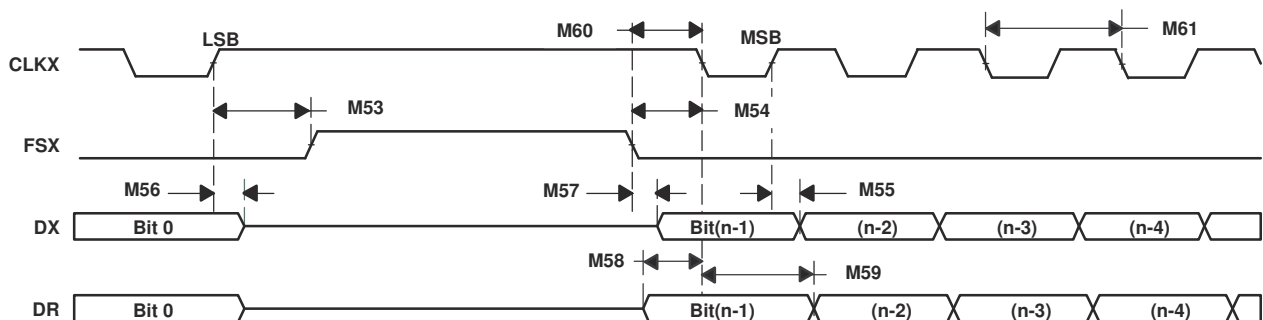 M60 M61
LSB MSB
CLKX
M53 M54
FSX
M56 M57 M55
DX Bit 0 Bit(n-1) (n-2) (n-3) (n-4)
M58 M59
DR Bit 0 Bit(n-1) (n-2) (n-3) (n-4)